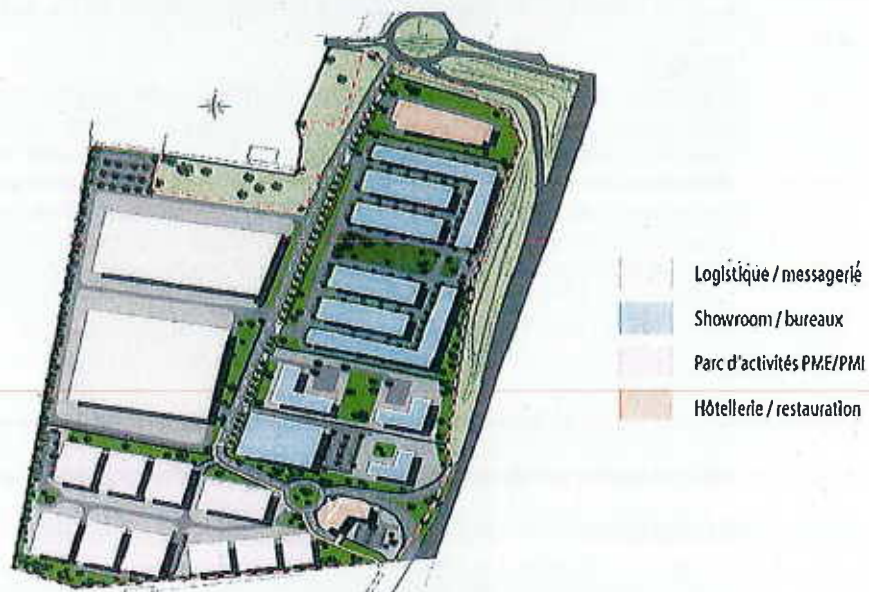 Logistique / messagerie
Showroom / bureaux
Parc d'activités PME/PMI
Hôtellerie / restauration